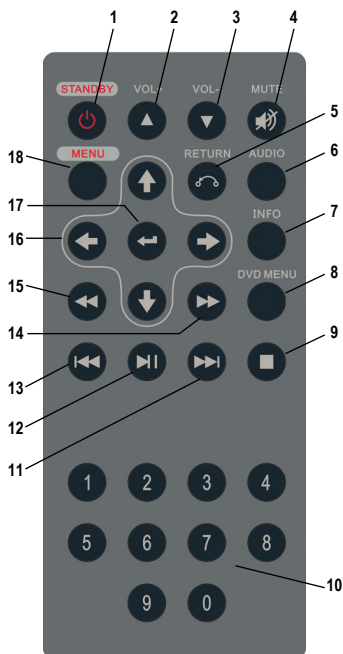 1 2 3 4
STANDBY VOL+ VOL- MUTE
5
MENU RETURN AUDIO
18 6
17 INFO
7
16
DVD MENU
8
15
14
9
13
12
11
1 2 3 4
5 6 7 8
10
9 0